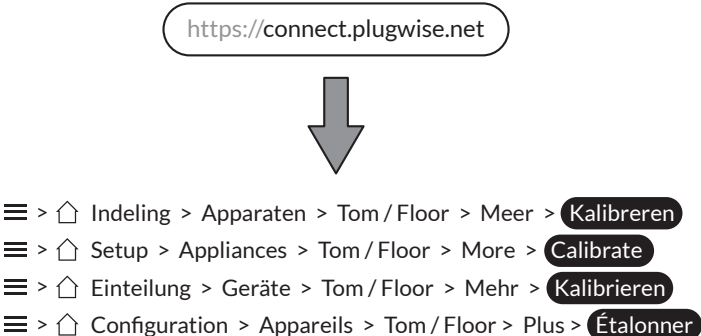 https://connect.plugwise.net
> Indeling > Apparaten > Tom / Floor > Meer > Kalibreren
> Setup > Appliances > Tom / Floor > More > Calibrate
> Einteilung > Geräte > Tom / Floor > Mehr > Kalibrieren
> Configuration > Appareils > Tom / Floor > Plus > Étalonner